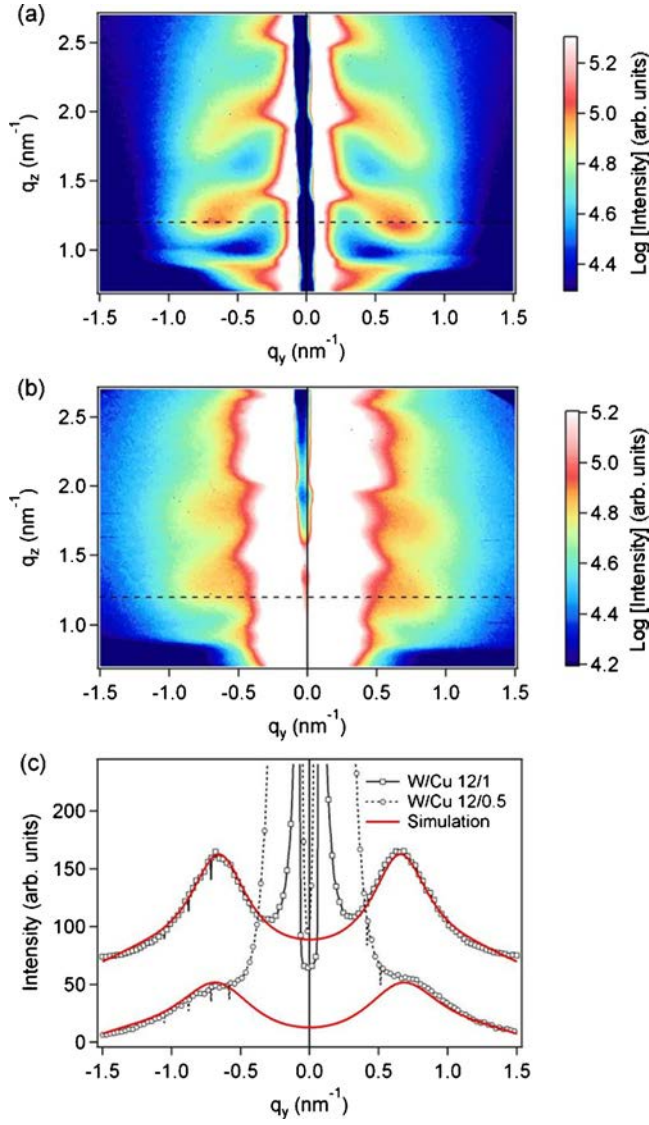 (a)
2.5
2.0
1.5
1.0
q_z (nm^-1)
-1.5 -1.0 -0.5 0.0 0.5 1.0 1.5
q_y (nm^-1)
5.2
5.0
4.8
4.6
4.4
Log [Intensity] (arb. units)
(b)
2.5
2.0
1.5
1.0
q_z (nm^-1)
-1.5 -1.0 -0.5 0.0 0.5 1.0 1.5
q_y (nm^-1)
5.2
5.0
4.8
4.6
4.4
4.2
Log [Intensity] (arb. units)
(c)
W/Cu 12/1
W/Cu 12/0.5
Simulation
200
150
100
50
0
Intensity (arb. units)
-1.5 -1.0 -0.5 0.0 0.5 1.0 1.5
q_y (nm^-1)